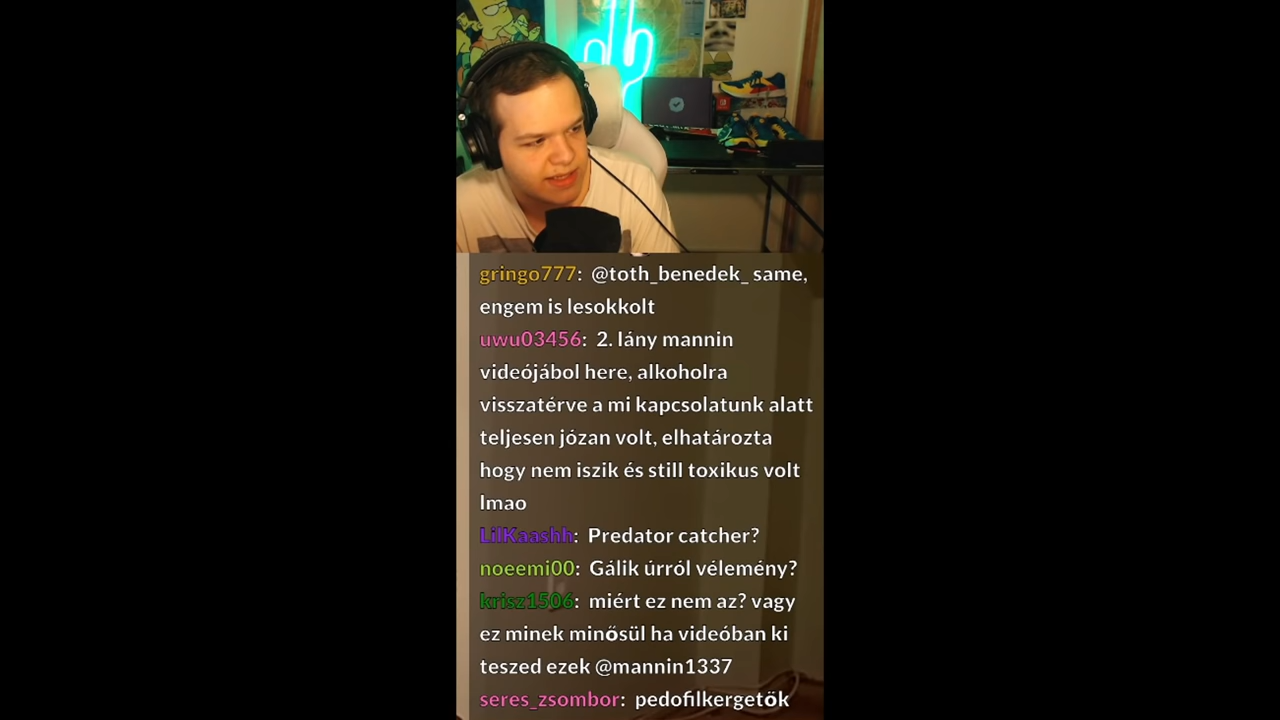 gringo777: @toth_benedek_ same,
engem is lesokkolt
uwu03456: 2. lány mannin
videójábol here, alkoholra
visszatérve a mi kapcsolatunk alatt
teljesen józan volt, elhatározta
hogy nem iszik és still toxikus volt
lmao
LilKaashh: Predator catcher?
noeemi00: Gálik úrról vélemény?
krisz1506: miért ez nem az? vagy
ez minek minősül ha videóban ki
teszed ezek @mannin1337
seres_zsombor: pedofilkergetők